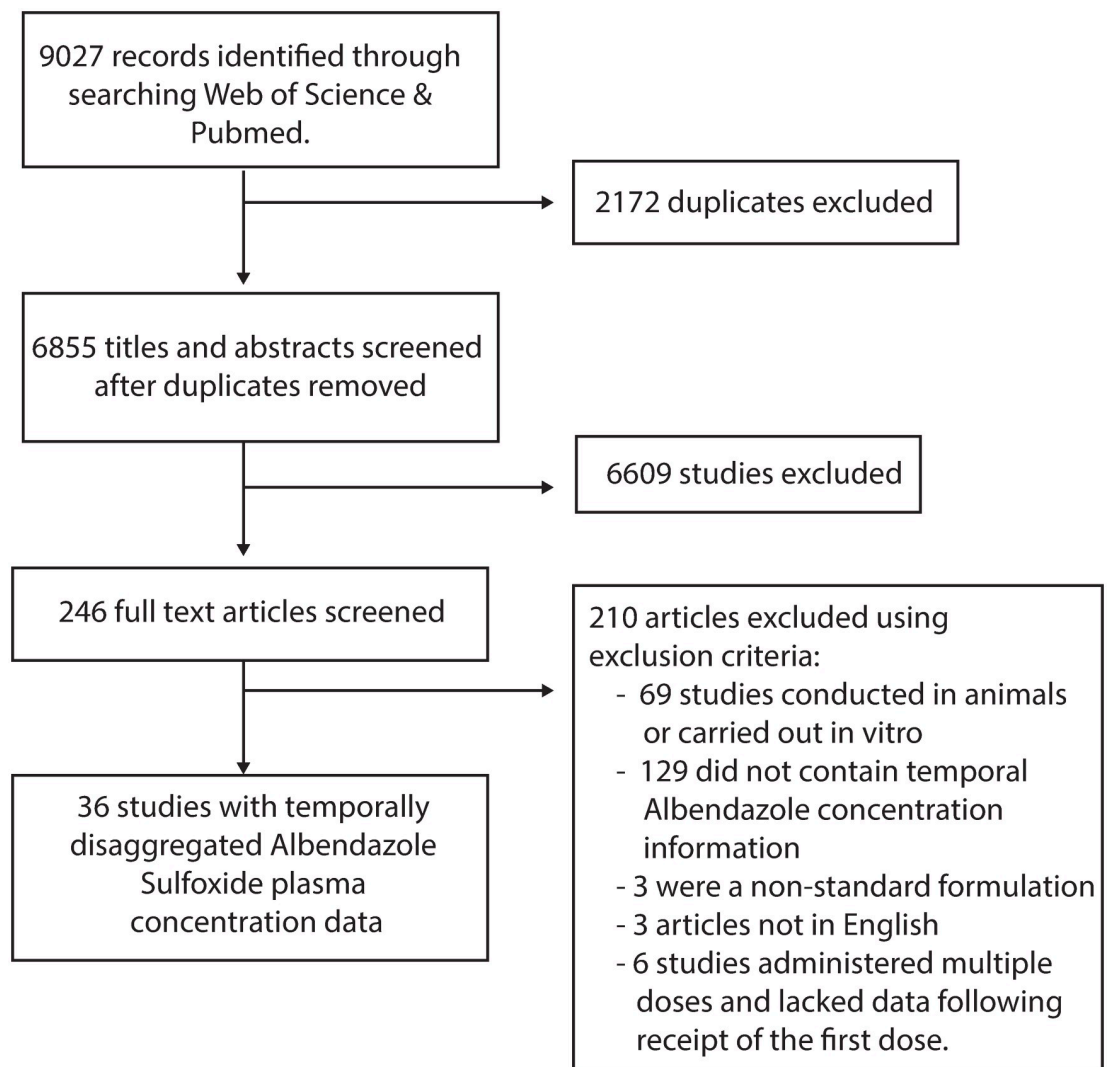 9027 records identified through
searching Web of Science &
Pubmed.
2172 duplicates excluded
6855 titles and abstracts screened
after duplicates removed
6609 studies excluded
246 full text articles screened
210 articles excluded using
exclusion criteria:
- 69 studies conducted in animals
or carried out in vitro
- 129 did not contain temporal
Albendazole concentration
information
- 3 were a non-standard formulation
- 3 articles not in English
- 6 studies administered multiple
doses and lacked data following
receipt of the first dose.
36 studies with temporally
disaggregated Albendazole
Sulfoxide plasma
concentration data